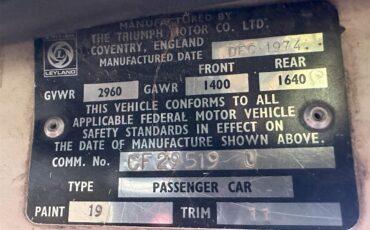 MANUFACTURED BY
THE TRIUMPH MOTOR CO. LTD.
COVENTRY, ENGLAND
MANUFACTURED DATE DEC 1974.
LEYLAND
FRONT REAR
GVWR 2960 GAWR 1400 1640
THIS VEHICLE CONFORMS TO ALL
APPLICABLE FEDERAL MOTOR VEHICLE
SAFETY STANDARDS IN EFFECT ON
THE DATE OF MANUFACTURE SHOWN ABOVE.
COMM. No. CF 29519 U
TYPE PASSENGER CAR
PAINT 19 TRIM 11